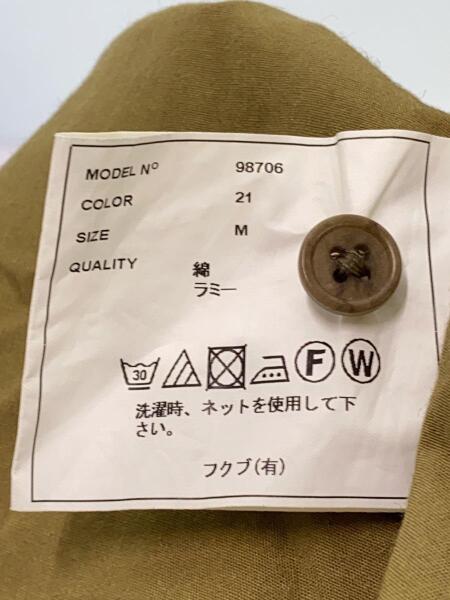 MODEL Nº 98706
COLOR 21
SIZE M
QUALITY 綿
ラミー
30 F W
洗濯時、ネットを使用して下
さい。
フクブ(有)